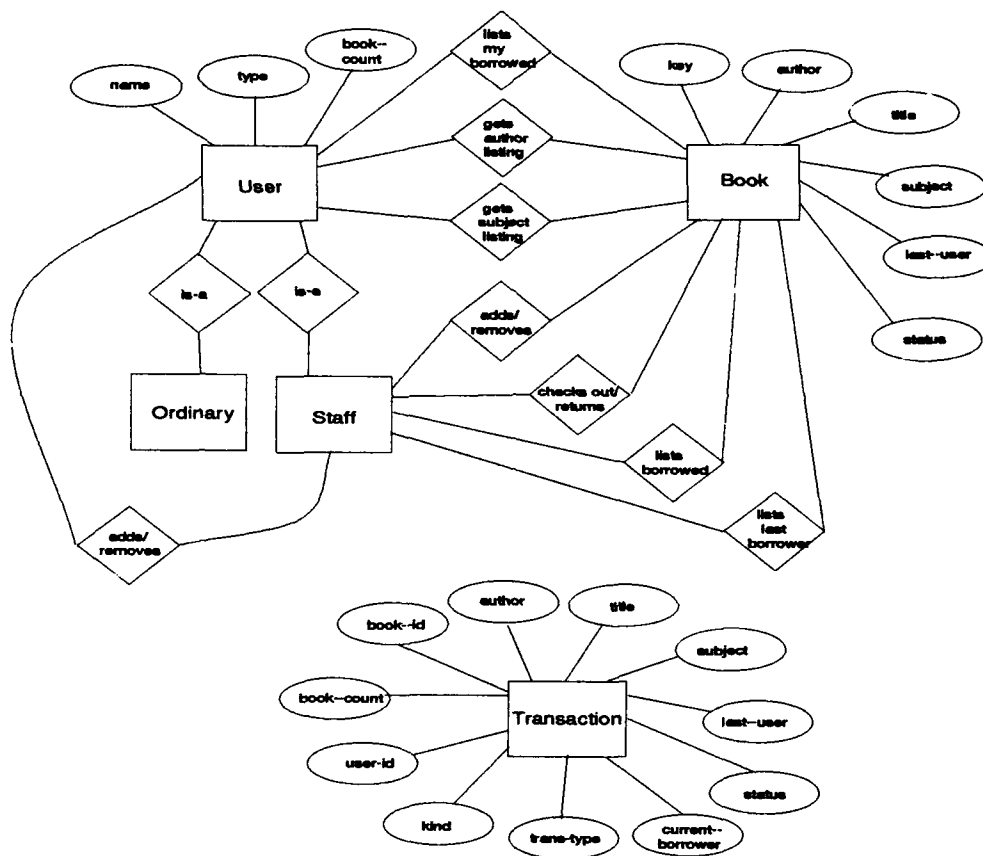 lists
my
borrowed
book--
count
type
name
key
author
title
gets
author
listing
User
Book
subject
gets
subject
listing
last--user
is-a
is-a
adds/
removes
status
Ordinary
Staff
checks out/
returns
lists
borrowed
lists
last
borrower
adds/
removes
author
title
book--id
subject
book--count
Transaction
last--user
user-id
status
kind
trans-type
current--
borrower